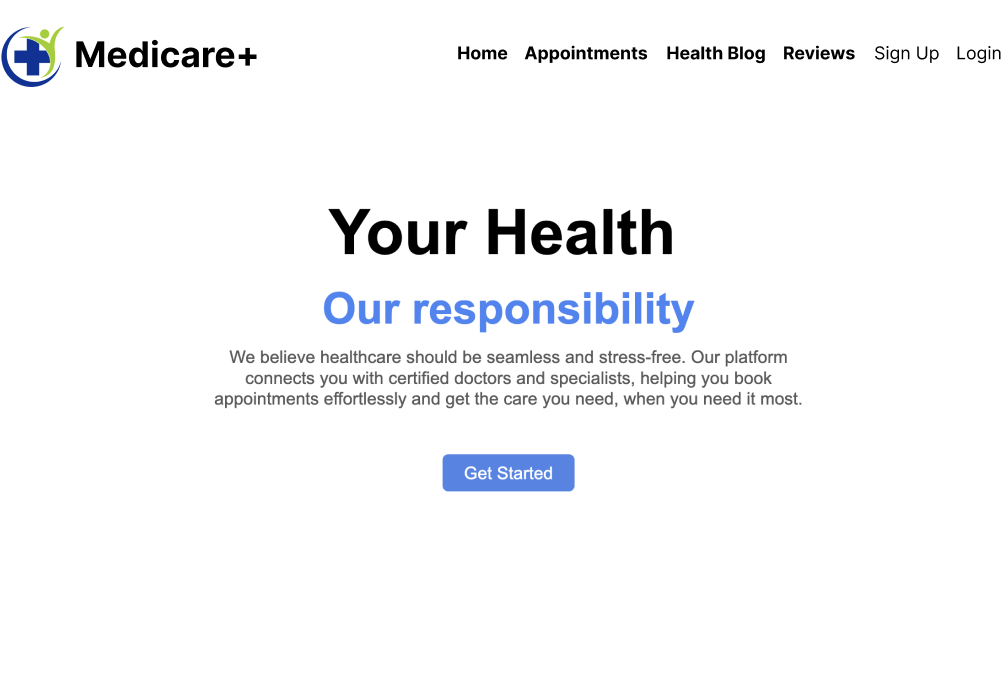 Medicare+
Home Appointments Health Blog Reviews Sign Up Login
Your Health
Our responsibility
We believe healthcare should be seamless and stress-free. Our platform
connects you with certified doctors and specialists, helping you book
appointments effortlessly and get the care you need, when you need it most.
Get Started